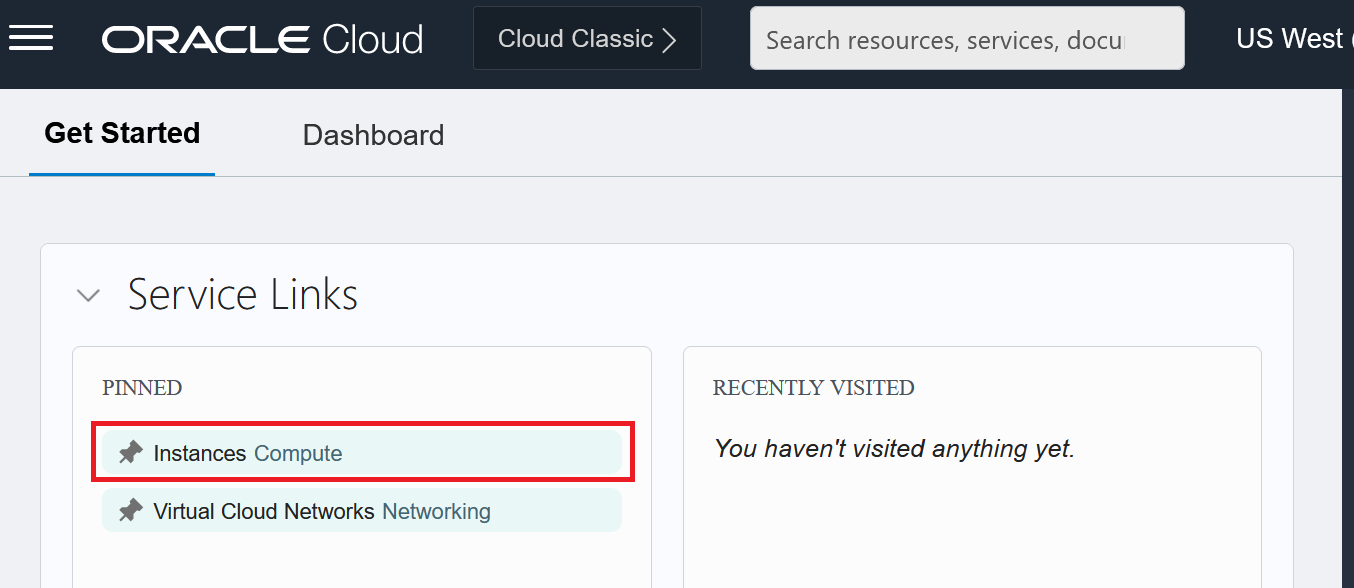 ORACLE Cloud
Cloud Classic
Search resources, services, docu
US West
Get Started
Dashboard
Service Links
PINNED
Instances Compute
Virtual Cloud Networks Networking
RECENTLY VISITED
You haven't visited anything yet.